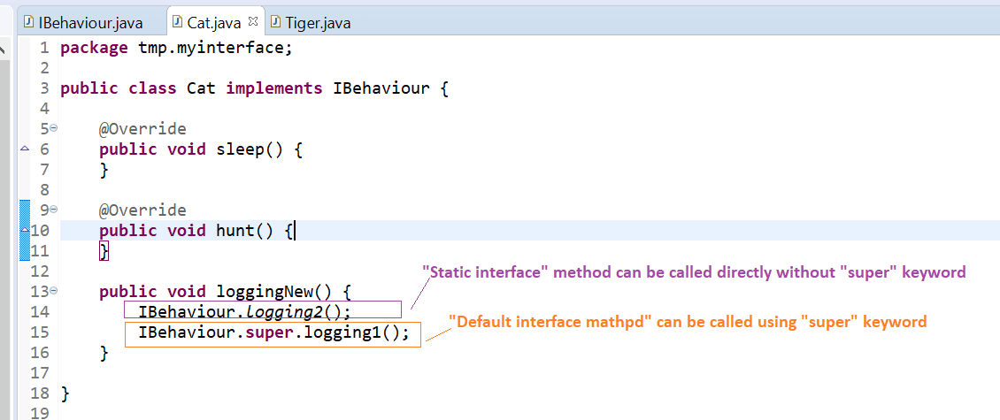 IBehaviour.java Cat.java Tiger.java
1 package tmp.myinterface;
2
3 public class Cat implements IBehaviour {
4
5 @Override
6 public void sleep() {
7 }
8
9 @Override
10 public void hunt() {
11 }
12
"Static interface" method can be called directly without "super" keyword
13 public void loggingNew() {
14 IBehaviour.logging2();
"Default interface mathpd" can be called using "super" keyword
15 IBehaviour.super.logging1();
16 }
17
18 }
19